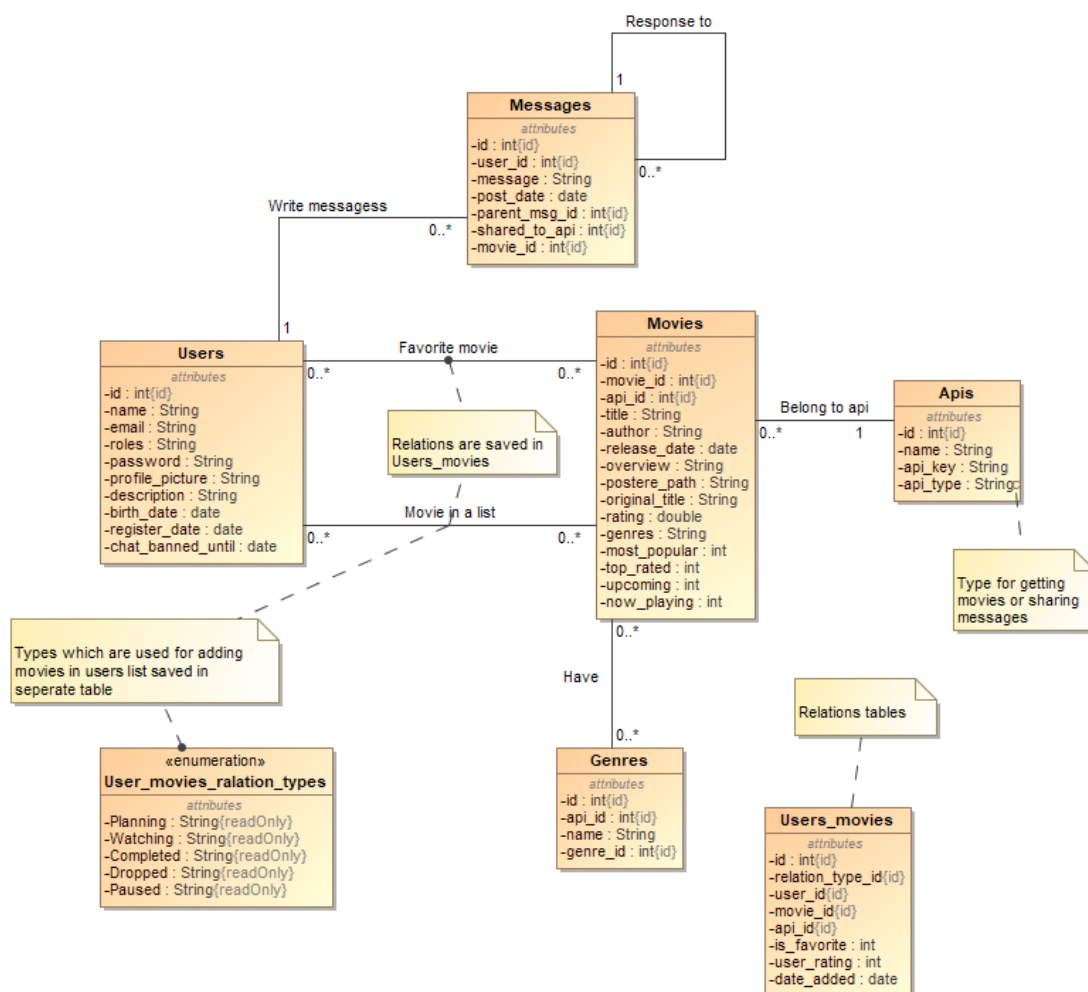 Response to
1
Messages
attributes
-id : int{id}
-user_id : int{id}
-message : String
-post_date : date
-parent_msg_id : int{id}
-shared_to_api : int{id}
-movie_id : int{id}
0..*
Write messagess
0..*
1
Users
attributes
-id : int{id}
-name : String
-email : String
-roles : String
-password : String
-profile_picture : String
-description : String
-birth_date : date
-register_date : date
-chat_banned_until : date
Favorite movie
0..*
0..*
Relations are saved in
Users_movies
Movie in a list
0..*
0..*
Movies
attributes
-id : int{id}
-movie_id : int{id}
-api_id : int{id}
-title : String
-author : String
-release_date : date
-overview : String
-postere_path : String
-original_title : String
-rating : double
-genres : String
-most_popular : int
-top_rated : int
-upcoming : int
-now_playing : int
Belong to api
0..*
1
Apis
attributes
-id : int{id}
-name : String
-api_key : String
-api_type : String
Type for getting
movies or sharing
messages
Types which are used for adding
movies in users list saved in
seperate table
0..*
Have
0..*
Relations tables
«enumeration»
User_movies_ralation_types
attributes
-Planning : String{readOnly}
-Watching : String{readOnly}
-Completed : String{readOnly}
-Dropped : String{readOnly}
-Paused : String{readOnly}
Genres
attributes
-id : int{id}
-api_id : int{id}
-name : String
-genre_id : int{id}
Users_movies
attributes
-id : int{id}
-relation_type_id{id}
-user_id{id}
-movie_id{id}
-api_id{id}
-is_favorite : int
-user_rating : int
-date_added : date